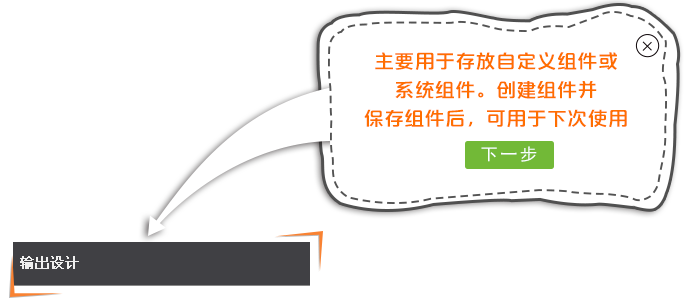 主要用于存放自定义组件或
系统组件。创建组件并
保存组件后，可用于下次使用
下一步
输出设计